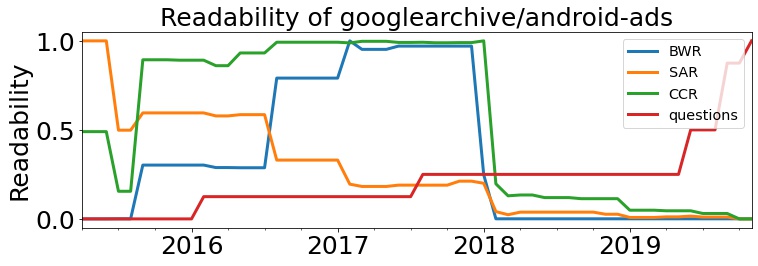 Readability of googlearchive/android-ads
Readability
1.0
0.5
0.0
BWR
SAR
CCR
questions
2016 2017 2018 2019